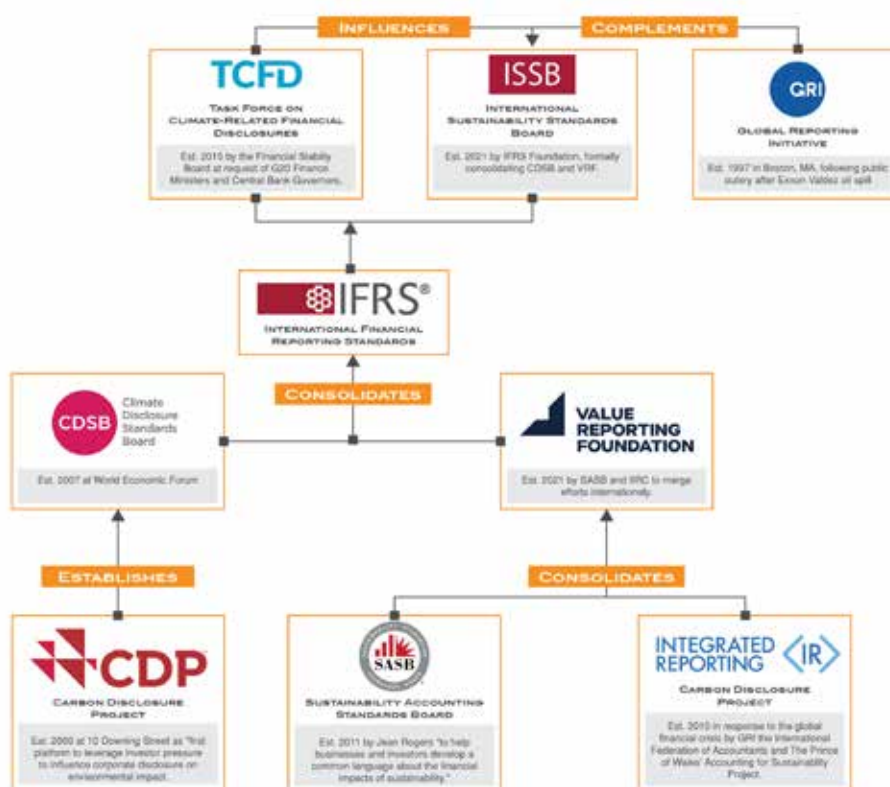 INFLUENCES
COMPLEMENTS
TCFD
TASK FORCE ON
CLIMATE-RELATED FINANCIAL
DISCLOSURES
Est. 2015 by the Financial Stability
Board at request of G20 Finance
Ministers and Central Bank Governors.
ISSB
INTERNATIONAL
SUSTAINABILITY STANDARDS
BOARD
Est. 2021 by IFRS Foundation, formally
consolidating CDSB and VRF.
GRI
GLOBAL REPORTING
INITIATIVE
Est. 1997 in Boston, MA, following public
outcry after Exxon Valdez oil spill
IFRS®
INTERNATIONAL FINANCIAL
REPORTING STANDARDS
CONSOLIDATES
CDSB
Climate
Disclosure
Standards
Board
Est. 2007 at World Economic Forum
VALUE
REPORTING
FOUNDATION
Est. 2021 by SASB and IIRC to merge
efforts internationally.
ESTABLISHES
CONSOLIDATES
CDP
CARBON DISCLOSURE
PROJECT
Est. 2000 at 10 Downing Street as "first
platform to leverage investor pressure
to influence corporate disclosure on
environmental impact.
SASB
SUSTAINABILITY ACCOUNTING
STANDARDS BOARD
Est. 2011 by Jean Rogers "to help
businesses and investors develop a
common language about the financial
impacts of sustainability."
INTEGRATED
REPORTING
<IR>
CARBON DISCLOSURE
PROJECT
Est. 2010 in response to the global
financial crisis by GRI the International
Federation of Accountants and The Prince
of Wales' Accounting for Sustainability
Project.